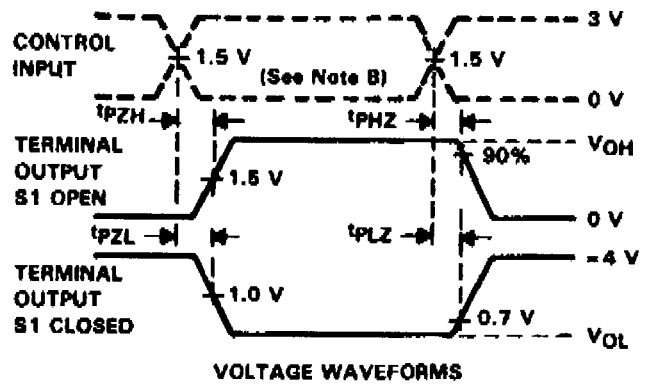 3 V
CONTROL
INPUT
1.5 V
(See Note B)
1.5 V
0 V
tPZH
tPHZ
TERMINAL
OUTPUT
S1 OPEN
VOH
90%
1.5 V
0 V
tPZL
tPLZ
TERMINAL
OUTPUT
S1 CLOSED
≈4 V
1.0 V
0.7 V
VOL
VOLTAGE WAVEFORMS